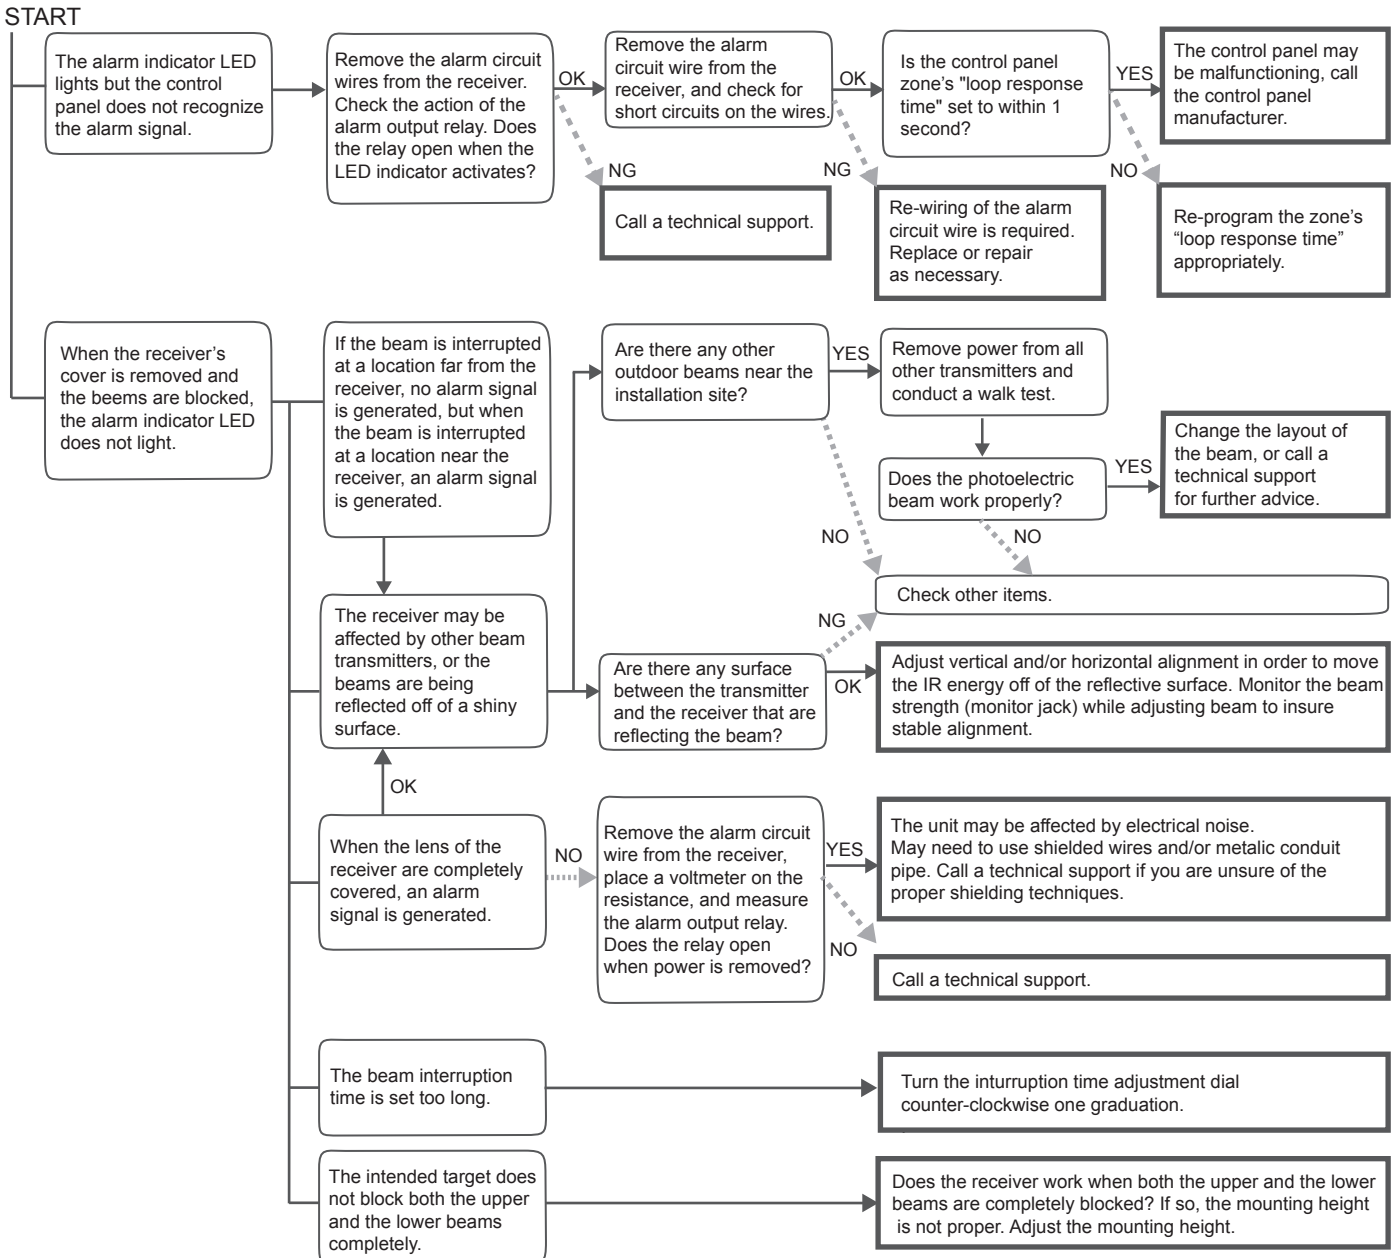 START
The alarm indicator LED
lights but the control
panel does not recognize
the alarm signal.
Remove the alarm circuit
wires from the receiver.
Check the action of the
alarm output relay. Does
the relay open when the
LED indicator activates?
OK
NG
Remove the alarm
circuit wire from the
receiver, and check for
short circuits on the wires.
OK
NG
Call a technical support.
Is the control panel
zone's "loop response
time" set to within 1
second?
YES
NO
Re-wiring of the alarm
circuit wire is required.
Replace or repair
as necessary.
The control panel may
be malfunctioning, call
the control panel
manufacturer.
Re-program the zone's
“loop response time”
appropriately.
When the receiver's
cover is removed and
the beems are blocked,
the alarm indicator LED
does not light.
If the beam is interrupted
at a location far from the
receiver, no alarm signal
is generated, but when
the beam is interrupted
at a location near the
receiver, an alarm signal
is generated.
The receiver may be
affected by other beam
transmitters, or the
beams are being
reflected off of a shiny
surface.
Are there any other
outdoor beams near the
installation site?
YES
NO
Remove power from all
other transmitters and
conduct a walk test.
Does the photoelectric
beam work properly?
YES
NO
Change the layout of
the beam, or call a
technical support
for further advice.
Check other items.
Are there any surface
between the transmitter
and the receiver that are
reflecting the beam?
NG
OK
Adjust vertical and/or horizontal alignment in order to move
the IR energy off of the reflective surface. Monitor the beam
strength (monitor jack) while adjusting beam to insure
stable alignment.
OK
When the lens of the
receiver are completely
covered, an alarm
signal is generated.
NO
Remove the alarm circuit
wire from the receiver,
place a voltmeter on the
resistance, and measure
the alarm output relay.
Does the relay open
when power is removed?
YES
NO
The unit may be affected by electrical noise.
May need to use shielded wires and/or metalic conduit
pipe. Call a technical support if you are unsure of the
proper shielding techniques.
Call a technical support.
The beam interruption
time is set too long.
Turn the inturruption time adjustment dial
counter-clockwise one graduation.
The intended target does
not block both the upper
and the lower beams
completely.
Does the receiver work when both the upper and the lower
beams are completely blocked? If so, the mounting height
is not proper. Adjust the mounting height.